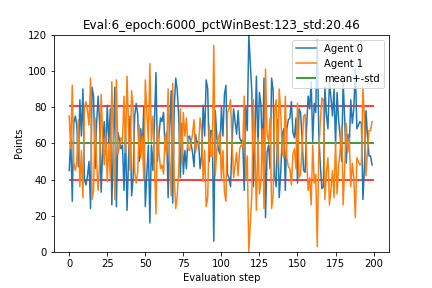 Eval:6_epoch:6000_pctWinBest:123_std:20.46
Agent 0
Agent 1
mean+-std
Points
120
100
80
60
40
20
0
0 25 50 75 100 125 150 175 200
Evaluation step